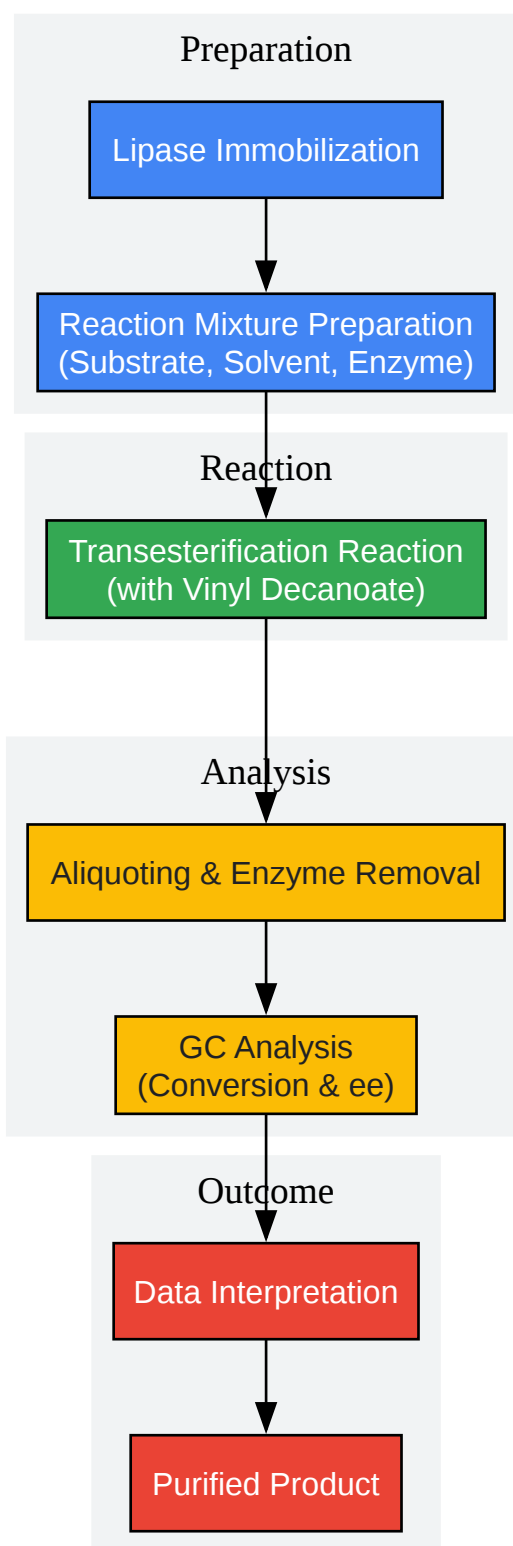 Preparation
Lipase Immobilization
Reaction Mixture Preparation
(Substrate, Solvent, Enzyme)
Reaction
Transesterification Reaction
(with Vinyl Decanoate)
Analysis
Aliquoting & Enzyme Removal
GC Analysis
(Conversion & ee)
Outcome
Data Interpretation
Purified Product